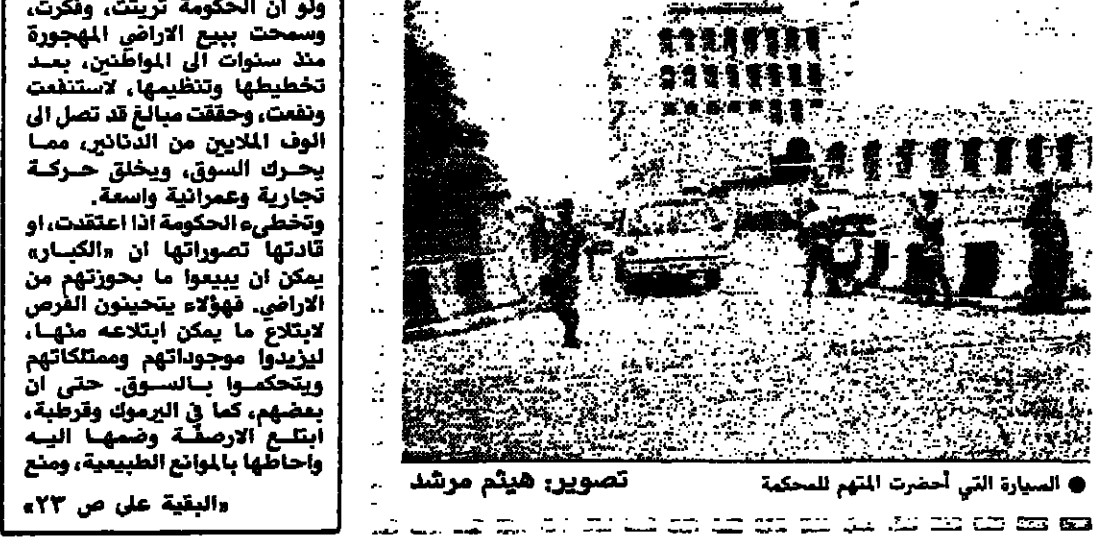 ولو ان الحكومة تريثت، وفكرت،
وسمحت ببيع الاراضي المهجورة
منذ سنوات الى المواطنين، بعد
تخطيطها وتنظيمها، لاستنفعت
ونفعت، وحققت مبالغ قد تصل الى
الوف الملايين من الدنانير، مما
يحرك السوق، ويخلق حركة
تجارية وعمرانية واسعة.
وتخطىء الحكومة اذا اعتقدت، او
قادتها تصوراتها ان «الكبار»
يمكن ان يبيعوا ما بحوزتهم من
الاراضي. فهؤلاء يتحينون الفرص
لابتلاع ما يمكن ابتلاعه منها،
ليزيدوا موجوداتهم وممتلكاتهم
ويتحكموا بالسوق. حتى ان
بعضهم، كما في اليرموك وقرطبة،
ابتلع الارصفة وضمها اليه
واحاطها بالموانع الطبيعية، ومنع
«البقية على ص ٢٣»
● السيارة التي أحضرت المتهم للمحكمة
تصوير: هيثم مرشد